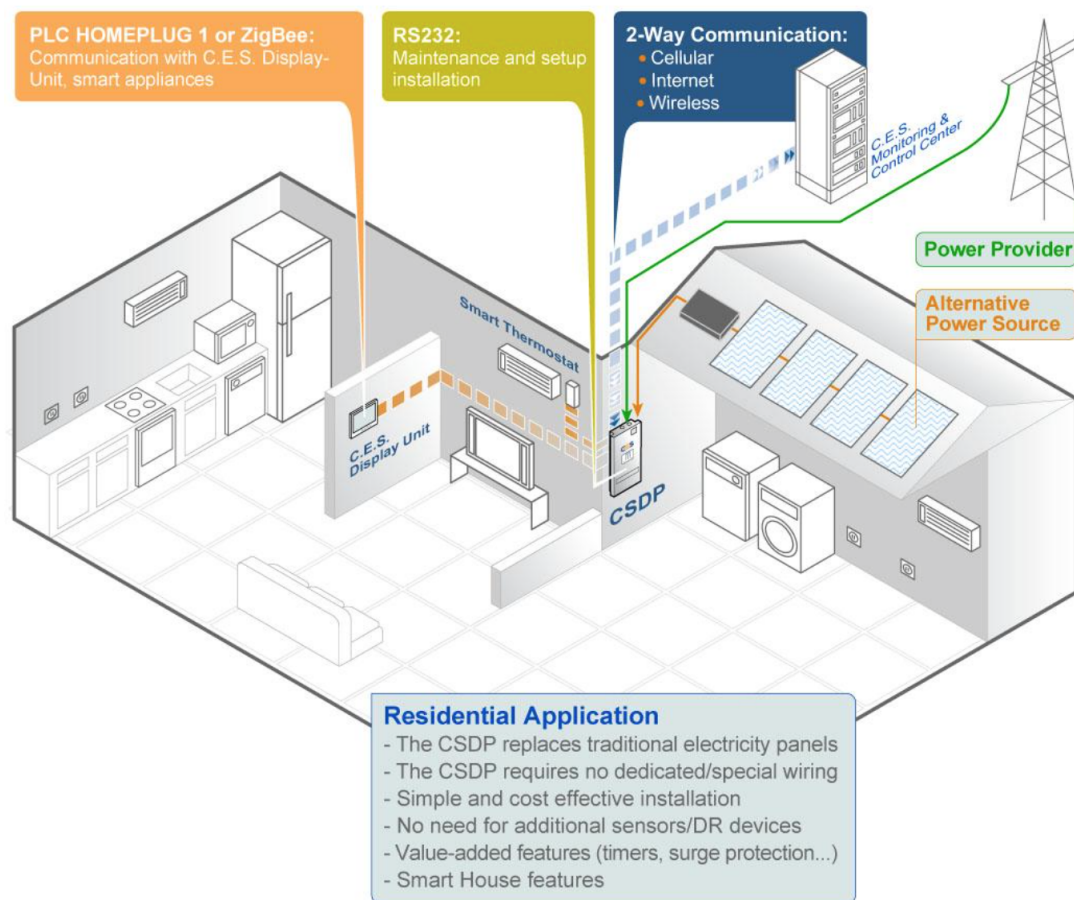 PLC HOMEPLUG 1 or ZigBee:
Communication with C.E.S. Display-
Unit, smart appliances
RS232:
Maintenance and setup
installation
2-Way Communication:
Cellular
Internet
Wireless
C.E.S.
Monitoring &
Control Center
Power Provider
Alternative
Power Source
Smart Thermostat
C.E.S.
Display Unit
CSDP
Residential Application
- The CSDP replaces traditional electricity panels
- The CSDP requires no dedicated/special wiring
- Simple and cost effective installation
- No need for additional sensors/DR devices
- Value-added features (timers, surge protection...)
- Smart House features